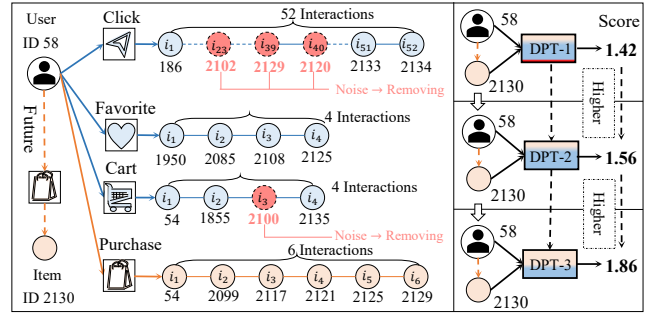 User
ID 58
Future
Item
ID 2130
Click
52 Interactions
i1 i23 i39 i40 i51 i52
186 2102 2129 2120 2133 2134
Noise → Removing
Favorite
4 Interactions
i1 i2 i3 i4
1950 2085 2108 2125
Cart
4 Interactions
i1 i2 i3 i4
54 1855 2100 2135
Noise → Removing
Purchase
6 Interactions
i1 i2 i3 i4 i5 i6
54 2099 2117 2121 2125 2129
Score
58
DPT-1 1.42
2130
Higher
58
DPT-2 1.56
2130
Higher
58
DPT-3 1.86
2130